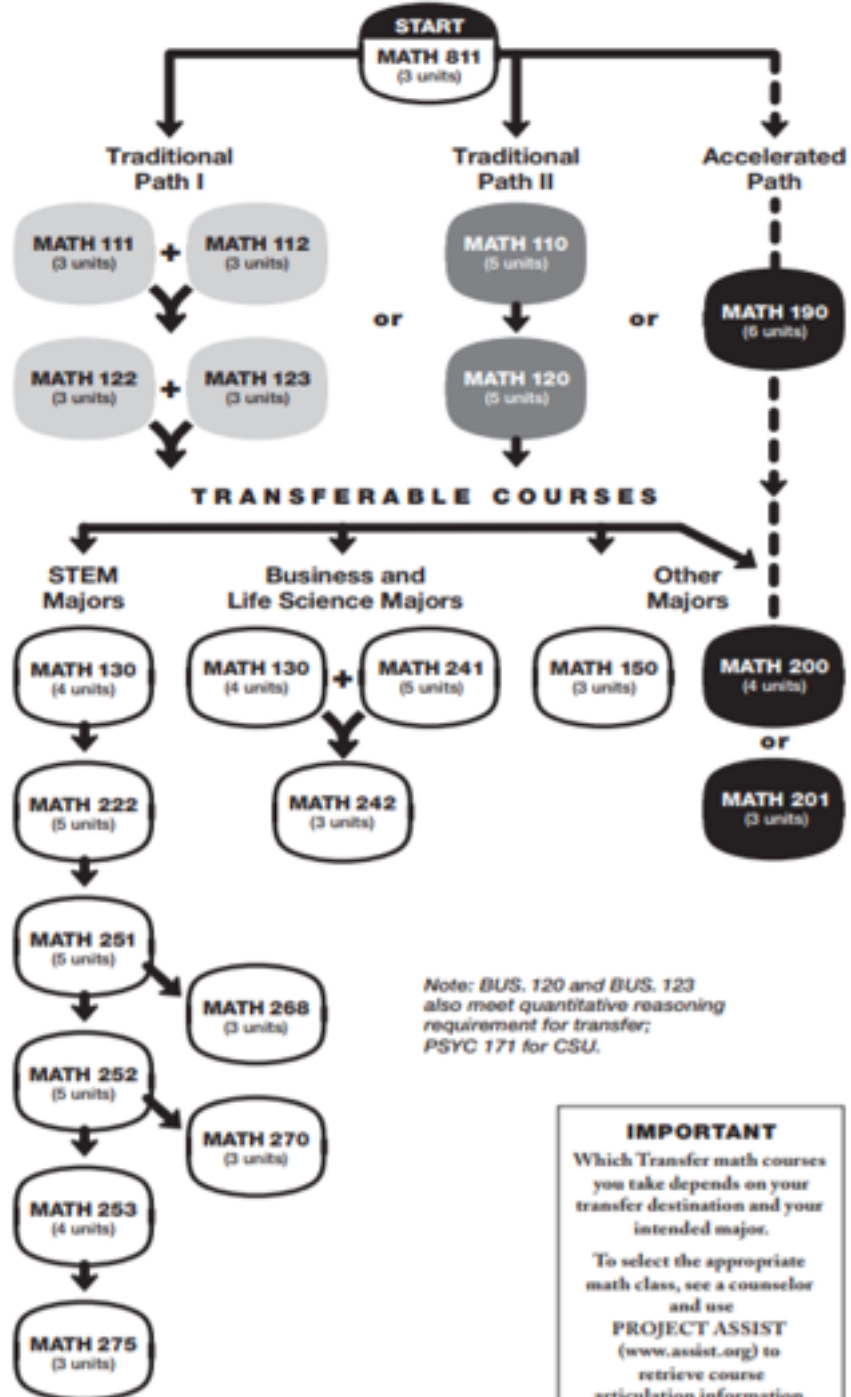 START
MATH 811
(3 units)
Traditional
Path I
Traditional
Path II
Accelerated
Path
MATH 111
(3 units)
+
MATH 112
(3 units)
MATH 110
(5 units)
or
or
MATH 190
(6 units)
MATH 122
(3 units)
+
MATH 123
(3 units)
MATH 120
(5 units)
TRANSFERABLE COURSES
STEM
Majors
Business and
Life Science Majors
Other
Majors
MATH 130
(4 units)
MATH 130
(4 units)
+
MATH 241
(5 units)
MATH 150
(3 units)
MATH 200
(4 units)
or
MATH 201
(3 units)
MATH 222
(5 units)
MATH 242
(3 units)
MATH 251
(5 units)
MATH 268
(3 units)
MATH 252
(5 units)
MATH 270
(3 units)
MATH 253
(4 units)
MATH 275
(3 units)
Note: BUS. 120 and BUS. 123
also meet quantitative reasoning
requirement for transfer;
PSYC 171 for CSU.
IMPORTANT
Which Transfer math courses
you take depends on your
transfer destination and your
intended major.
To select the appropriate
math class, see a counselor
and use
PROJECT ASSIST
(www.assist.org) to
retrieve course
articulation information